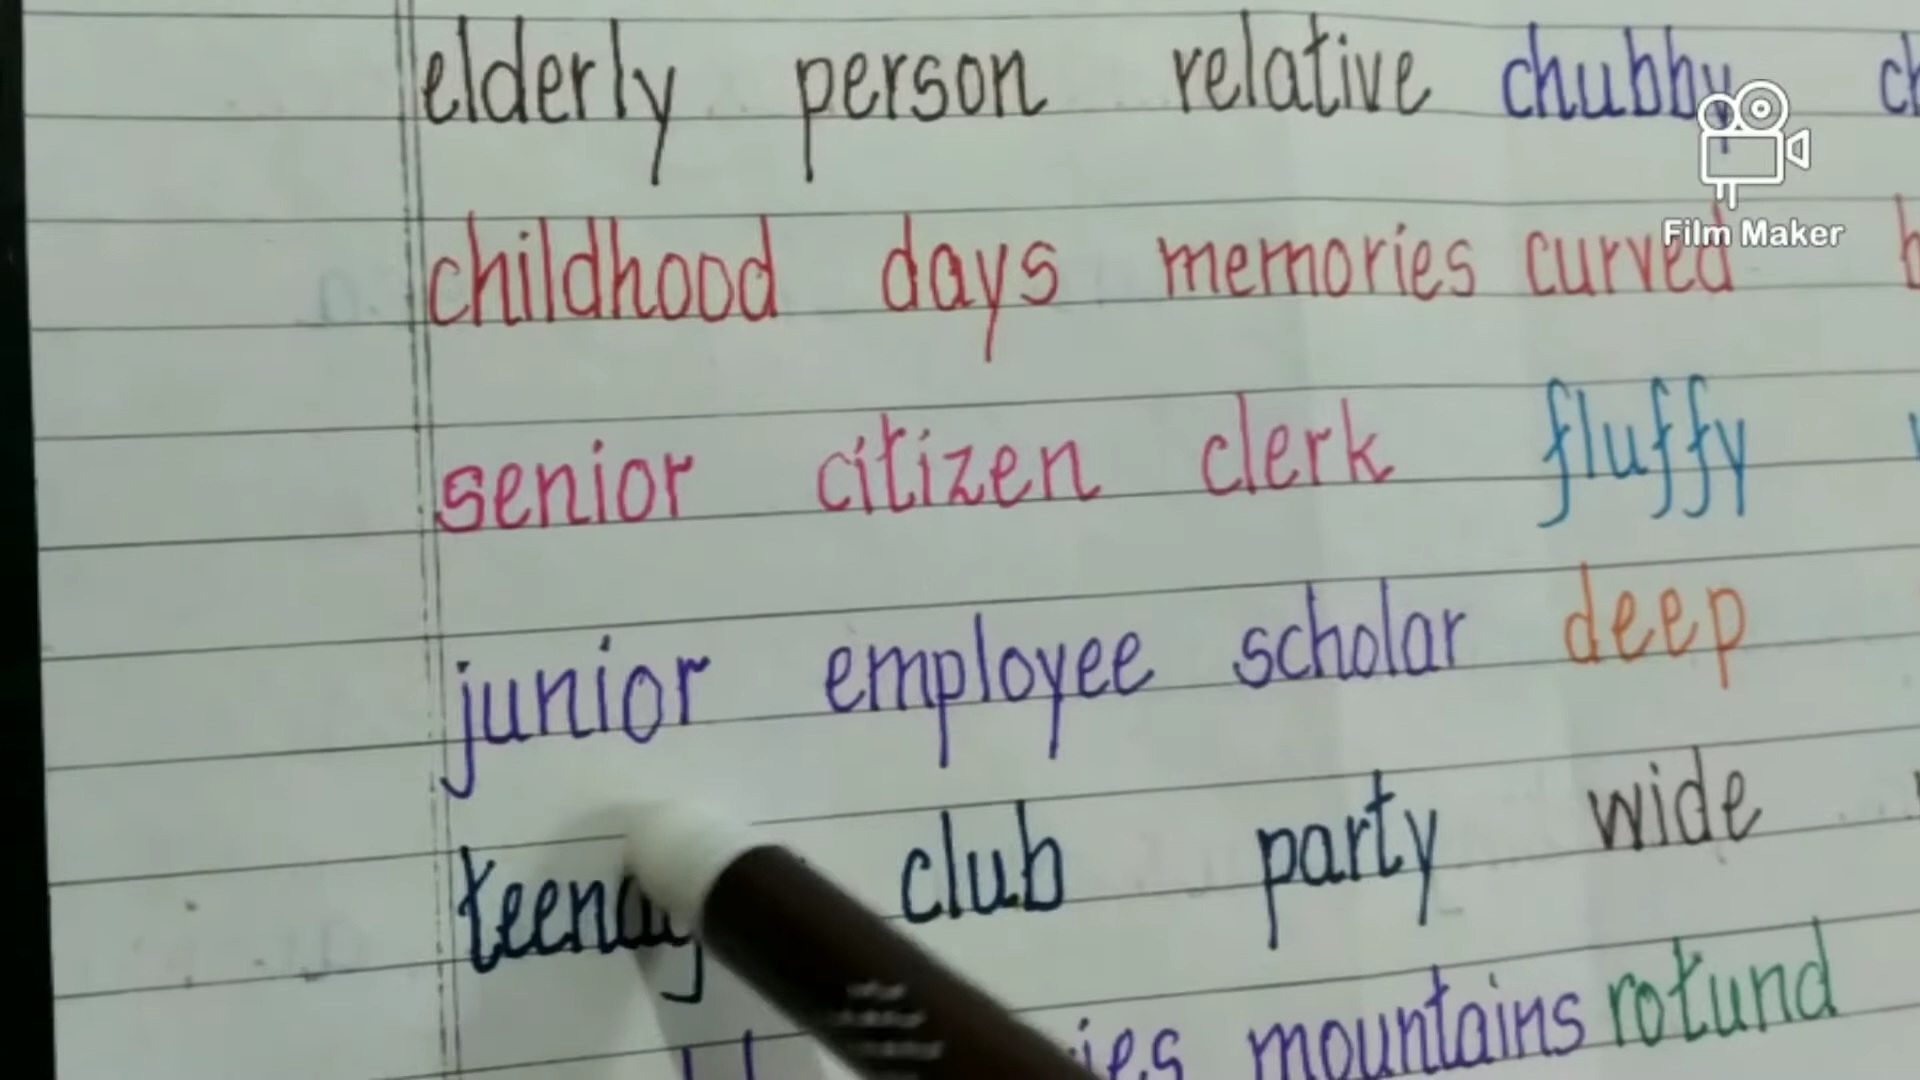 elderly person relative chubby
childhood days memories curved
Film Maker
senior citizen clerk fluffy
junior employee scholar deep
club party wide
mountains rotund